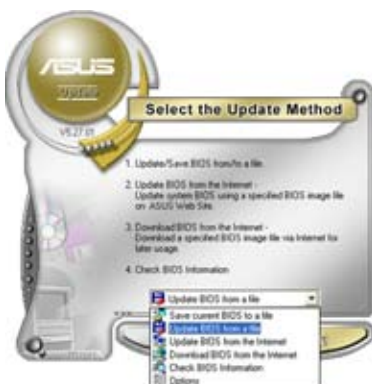 ASUS
Update
V5.27.01
Select the Update Method
1. Update/Save BIOS from/to a file
2. Update BIOS from the Internet -
Update system BIOS using a specified BIOS image file
on ASUS Web Site.
3. Download BIOS from the Internet -
Download a specified BIOS image file via Internet for
later usage.
4. Check BIOS Information
Update BIOS from a file
Save current BIOS to a file
Update BIOS from a file
Update BIOS from the Internet
Download BIOS from the Internet
Check BIOS Information
Options